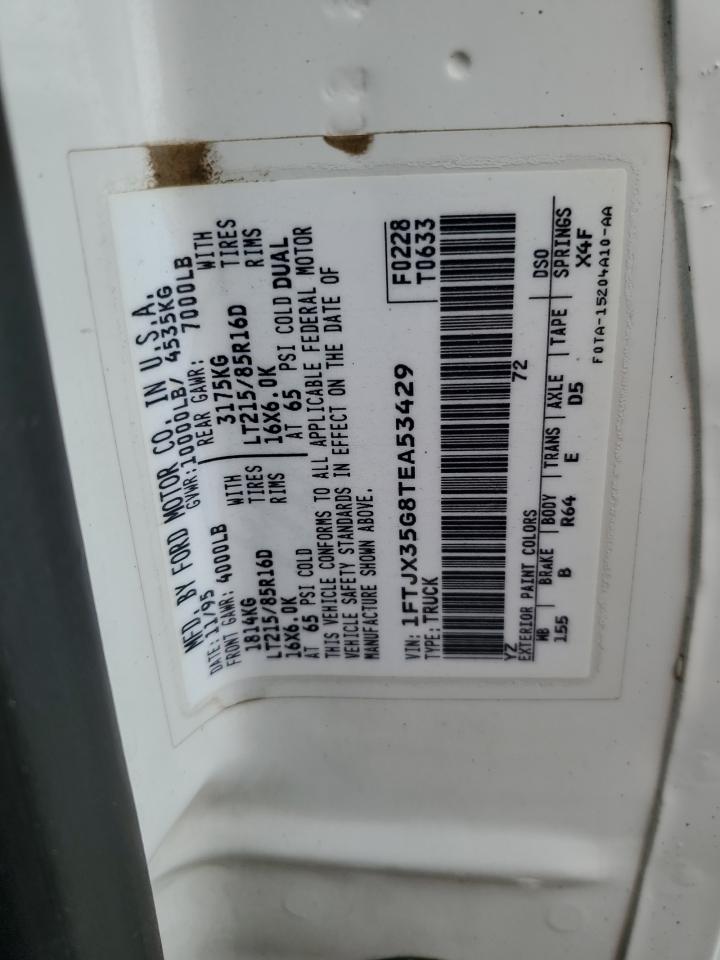 MFD. BY FORD MOTOR CO. IN U.S.A.
DATE: 11/95 GVWR: 10000LB/ 4535KG
FRONT GAWR: 4000LB REAR GAWR: 7000LB
1814KG WITH 3175KG WITH
LT215/85R16D TIRES LT215/85R16D TIRES
16X6.0K RIMS 16X6.0K RIMS
AT 65 PSI COLD AT 65 PSI COLD DUAL
THIS VEHICLE CONFORMS TO ALL APPLICABLE FEDERAL MOTOR
VEHICLE SAFETY STANDARDS IN EFFECT ON THE DATE OF
MANUFACTURE SHOWN ABOVE.
F0228
VIN: 1FTJX35G8TEA53429 T0633
TYPE: TRUCK
YZ 72
EXTERIOR PAINT COLORS DSO
WB BRAKE BODY TRANS AXLE TAPE SPRINGS
155 B R64 E D5 X4F
F0TA-15204A10-AA